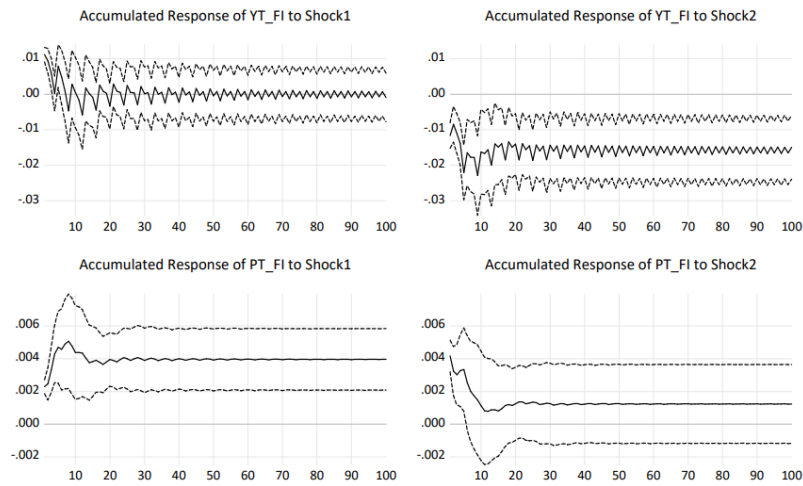 Accumulated Response of YT_FI to Shock1
.01
.00
-.01
-.02
-.03
10 20 30 40 50 60 70 80 90 100
Accumulated Response of YT_FI to Shock2
.01
.00
-.01
-.02
-.03
10 20 30 40 50 60 70 80 90 100
Accumulated Response of PT_FI to Shock1
.006
.004
.002
.000
-.002
10 20 30 40 50 60 70 80 90 100
Accumulated Response of PT_FI to Shock2
.006
.004
.002
.000
-.002
10 20 30 40 50 60 70 80 90 100